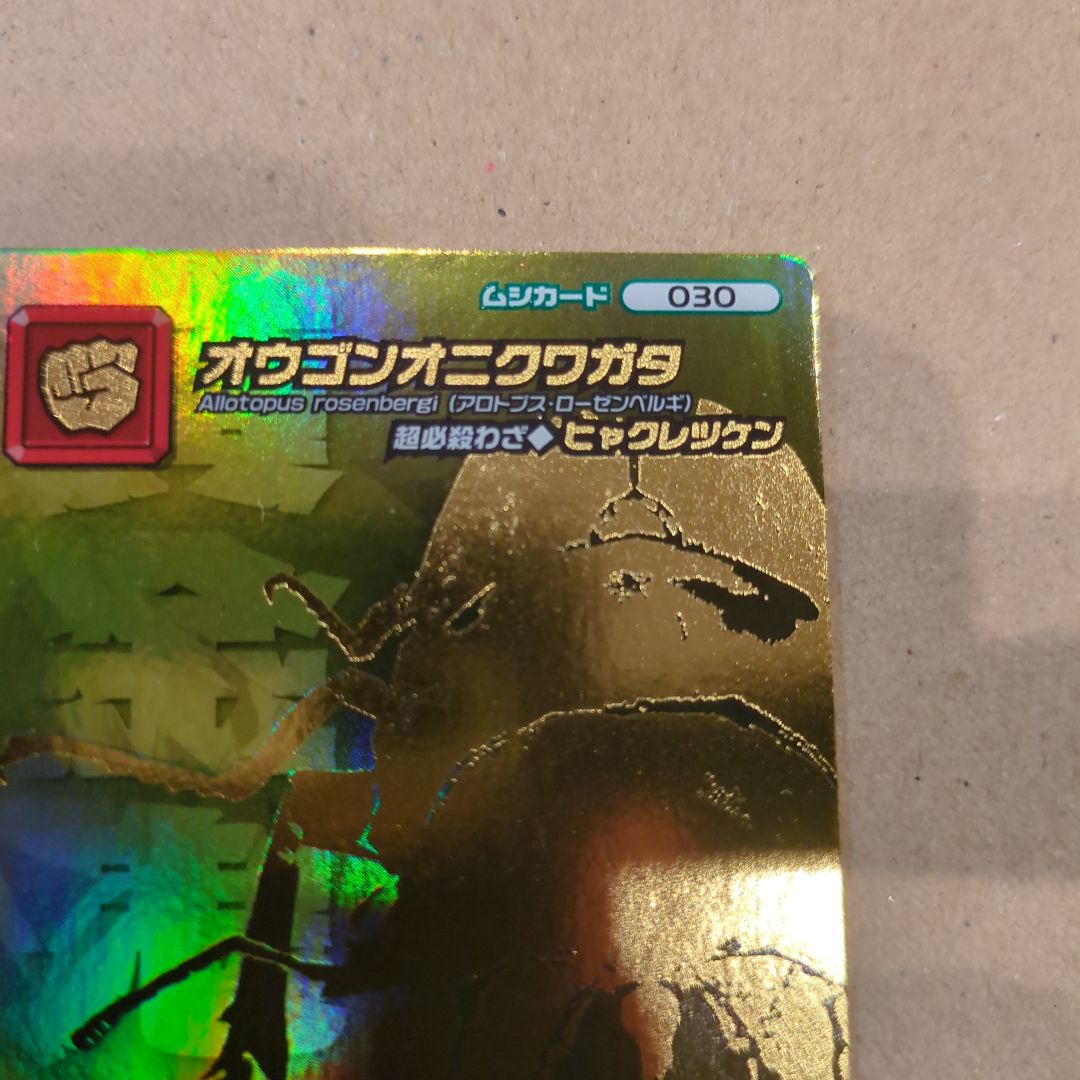 ムシカード 030
オウゴンオニクワガタ
Allotopus rosenbergi (アロトプス・ローゼンベルギ)
超必殺わざ◆ヒャクレツケン